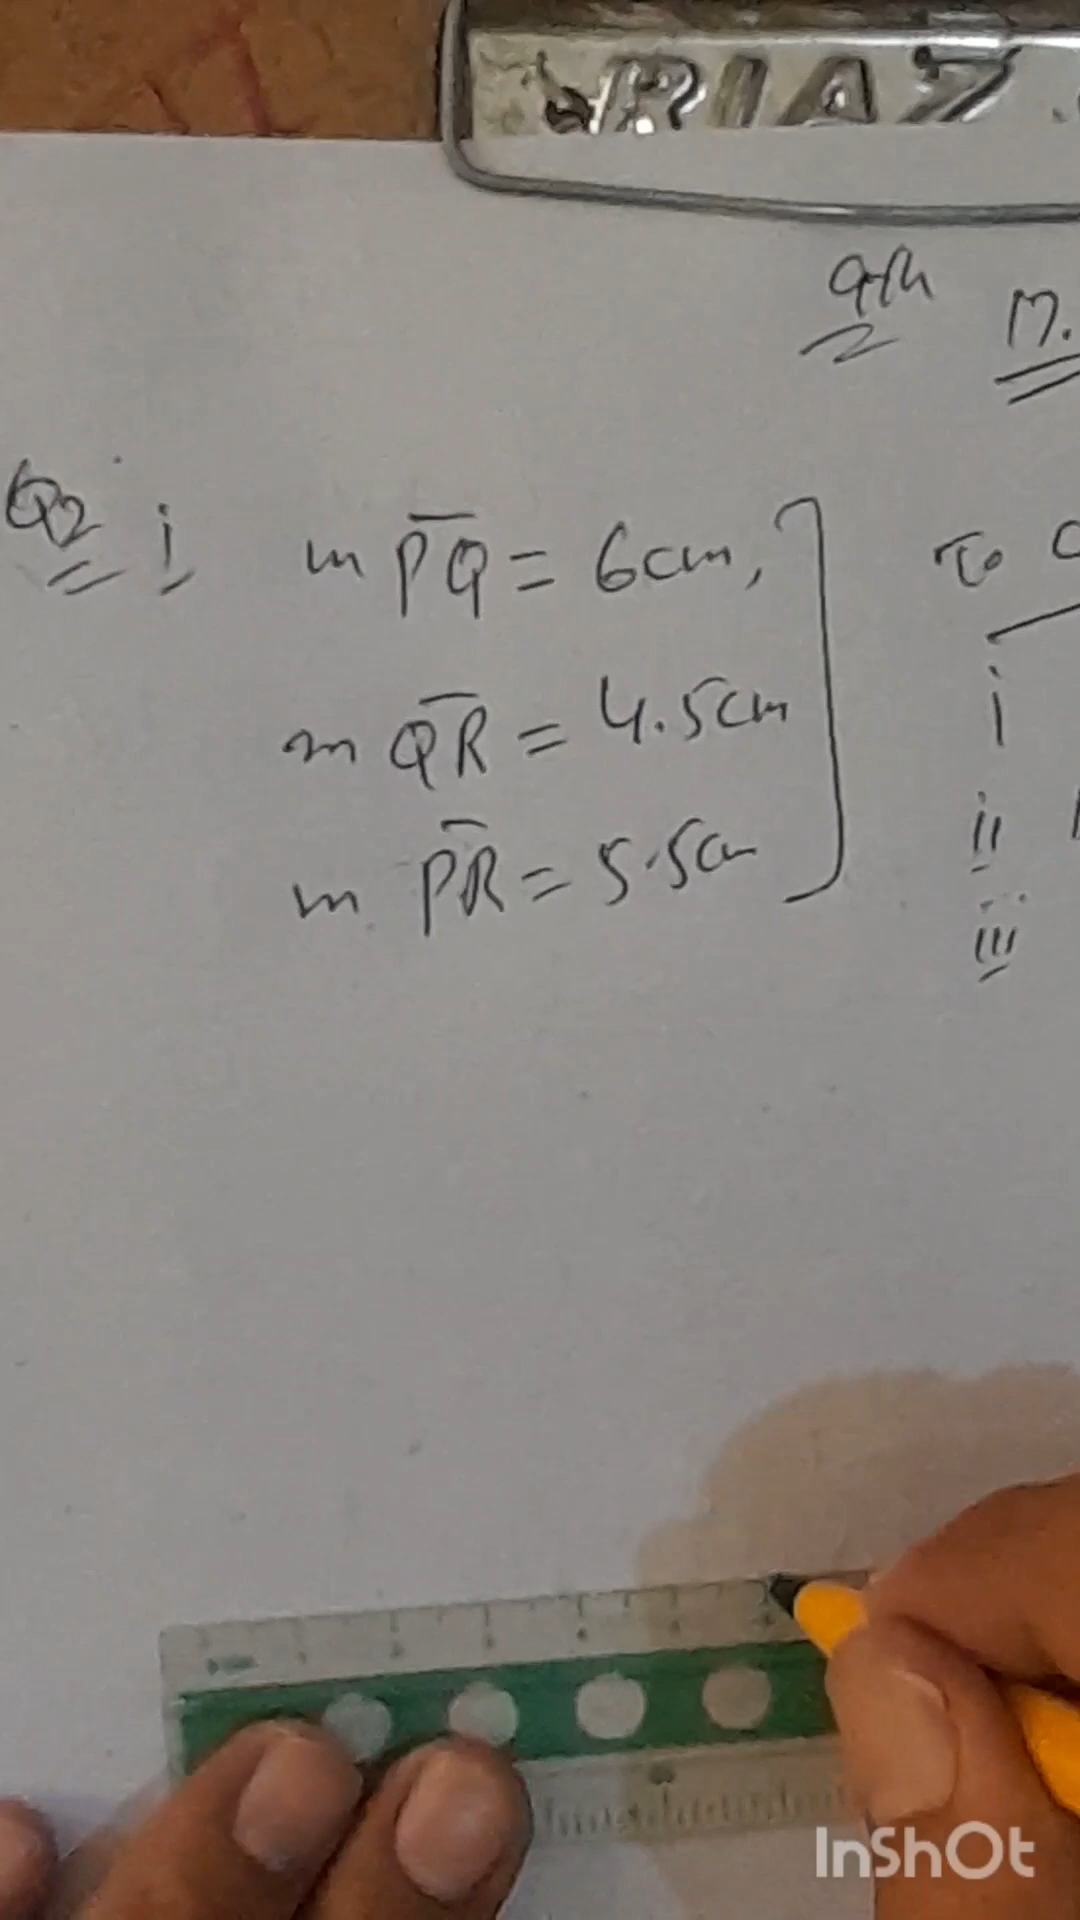 RIAZ
9th M.
Q2 i m PQ = 6cm,
m QR = 4.5cm
m PR = 5.5cm
To C
i
ii
iii
InShOt